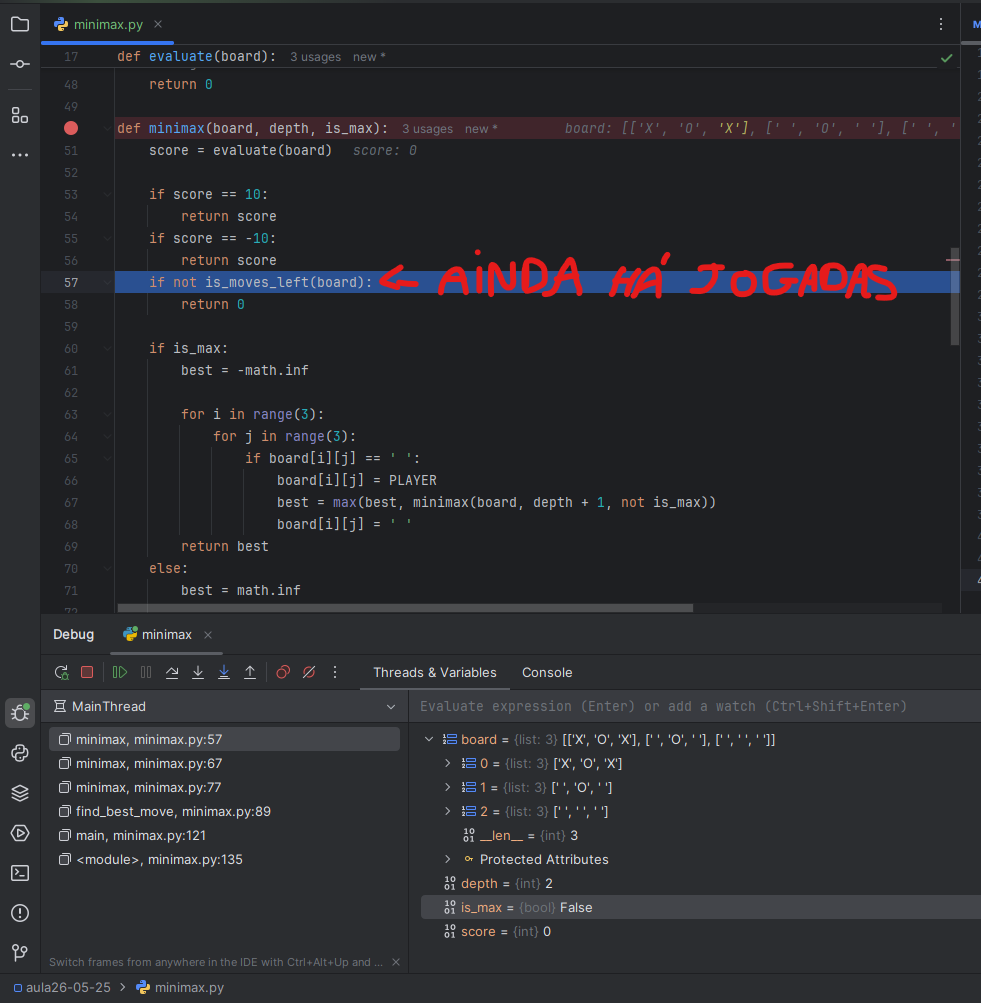 minimax.py
17 def evaluate(board): 3 usages new *
48 return 0
49
def minimax(board, depth, is_max): 3 usages new * board: [['X', 'O', 'X'], [' ', 'O', ' '], [' ', '
51 score = evaluate(board) score: 0
52
53 if score == 10:
54 return score
55 if score == -10:
56 return score
57 if not is_moves_left(board): ← AINDA HÁ JOGADAS
58 return 0
59
60 if is_max:
61 best = -math.inf
62
63 for i in range(3):
64 for j in range(3):
65 if board[i][j] == ' ':
66 board[i][j] = PLAYER
67 best = max(best, minimax(board, depth + 1, not is_max))
68 board[i][j] = ' '
69 return best
70 else:
71 best = math.inf
72
Debug minimax
Threads & Variables Console
MainThread
minimax, minimax.py:57
minimax, minimax.py:67
minimax, minimax.py:77
find_best_move, minimax.py:89
main, minimax.py:121
<module>, minimax.py:135
Switch frames from anywhere in the IDE with Ctrl+Alt+Up and ...
Evaluate expression (Enter) or add a watch (Ctrl+Shift+Enter)
board = {list: 3} [['X', 'O', 'X'], [' ', 'O', ' '], [' ', ' ', ' ']]
0 = {list: 3} ['X', 'O', 'X']
1 = {list: 3} [' ', 'O', ' ']
2 = {list: 3} [' ', ' ', ' ']
__len__ = {int} 3
Protected Attributes
depth = {int} 2
is_max = {bool} False
score = {int} 0
aula26-05-25 > minimax.py